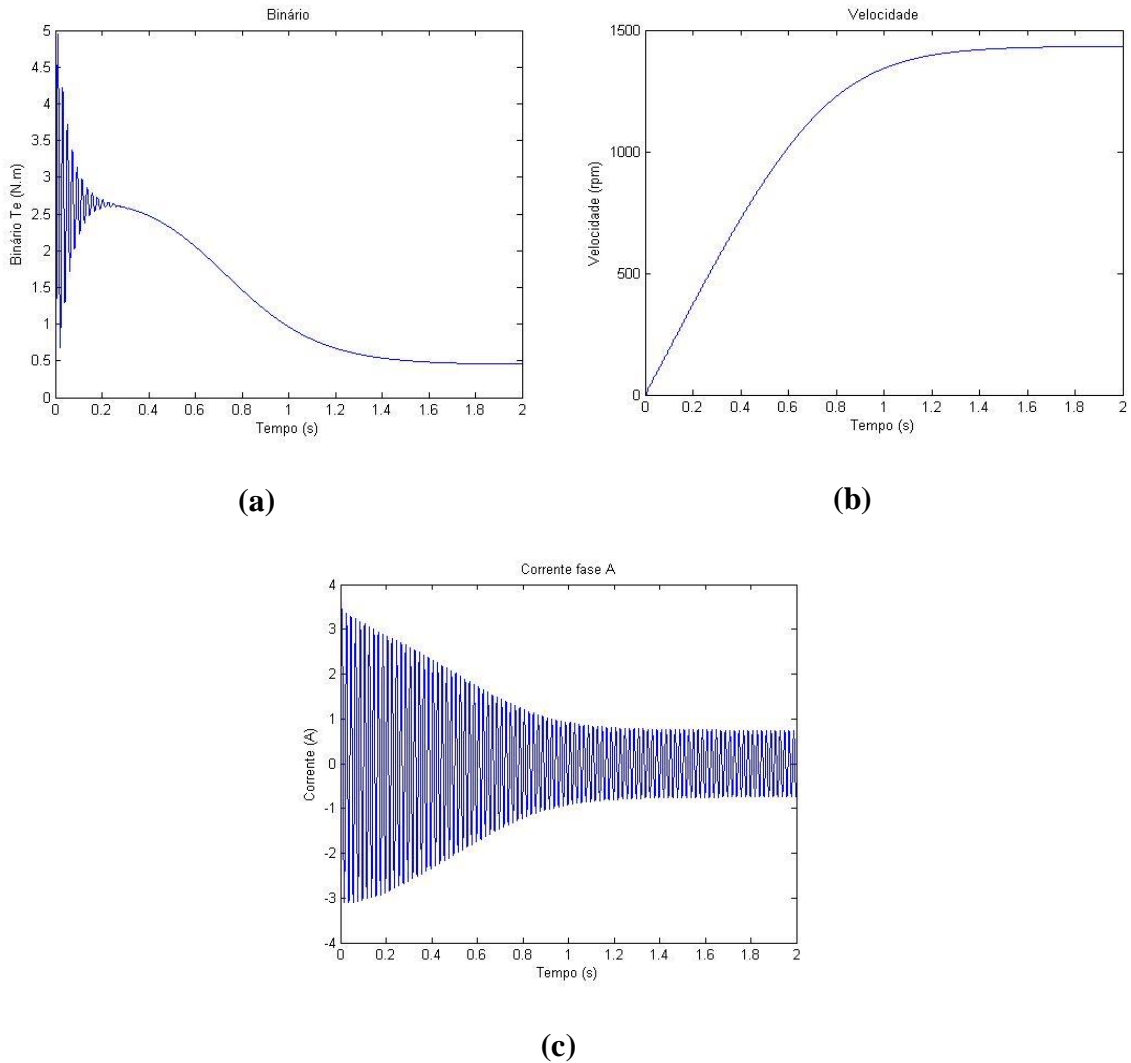 Binário
5
4.5
4
3.5
3
2.5
2
1.5
1
0.5
0
Binário Te (N.m)
0 0.2 0.4 0.6 0.8 1 1.2 1.4 1.6 1.8 2
Tempo (s)
(a)
Velocidade
1500
1000
500
0
Velocidade (rpm)
0 0.2 0.4 0.6 0.8 1 1.2 1.4 1.6 1.8 2
Tempo (s)
(b)
Corrente fase A
4
3
2
1
0
-1
-2
-3
-4
Corrente (A)
0 0.2 0.4 0.6 0.8 1 1.2 1.4 1.6 1.8 2
Tempo (s)
(c)